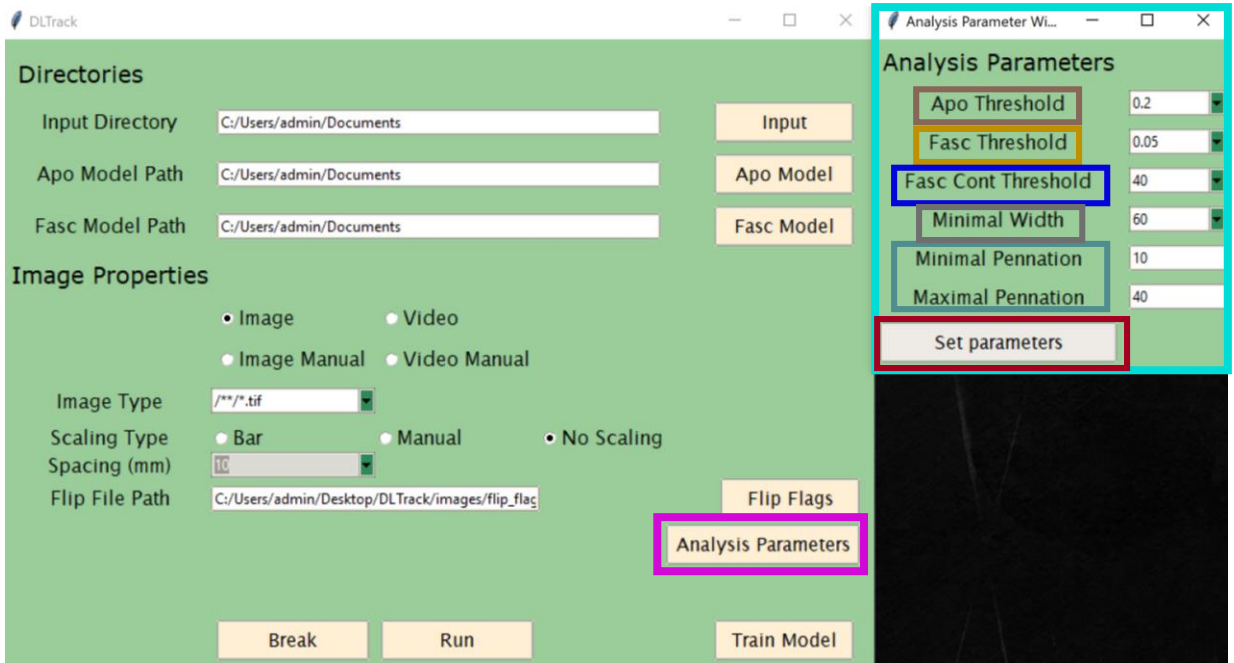 DLTrack
Directories
Input Directory C:/Users/admin/Documents Input
Apo Model Path C:/Users/admin/Documents Apo Model
Fasc Model Path C:/Users/admin/Documents Fasc Model
Image Properties
Image Video
Image Manual Video Manual
Image Type /**/*.tif
Scaling Type Bar Manual No Scaling
Spacing (mm) 10
Flip File Path C:/Users/admin/Desktop/DLTrack/images/flip_flag Flip Flags
Analysis Parameters
Break Run Train Model
Analysis Parameter Wi...
Analysis Parameters
Apo Threshold 0.2
Fasc Threshold 0.05
Fasc Cont Threshold 40
Minimal Width 60
Minimal Pennation 10
Maximal Pennation 40
Set parameters